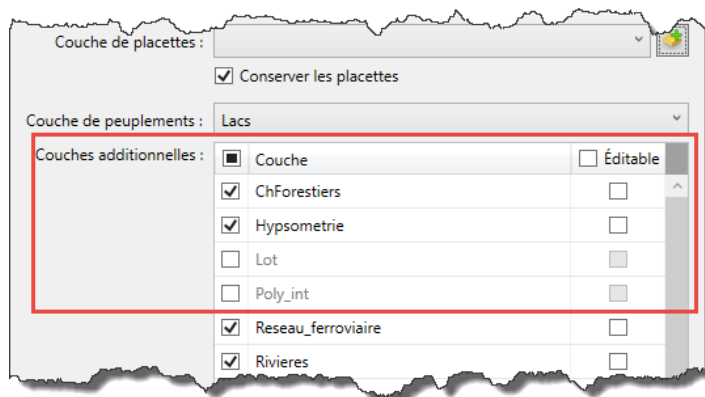 Couche de placettes :
Conserver les placettes
Couche de peuplements : Lacs
Couches additionnelles : Couche Éditable
ChForestiers
Hypsometrie
Lot
Poly_int
Reseau_ferroviaire
Rivieres